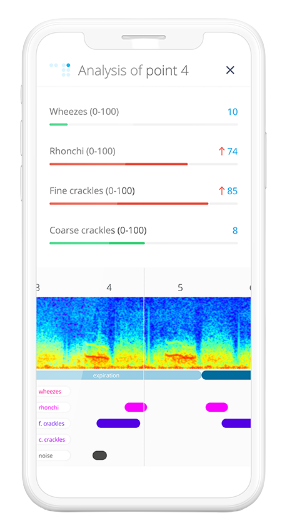 Analysis of point 4
Wheezes (0-100) 10
Rhonchi (0-100) ↑ 74
Fine crackles (0-100) ↑ 85
Coarse crackles (0-100) 8
3 4 5 6
expiration
wheezes
rhonchi
f. crackles
c. crackles
noise